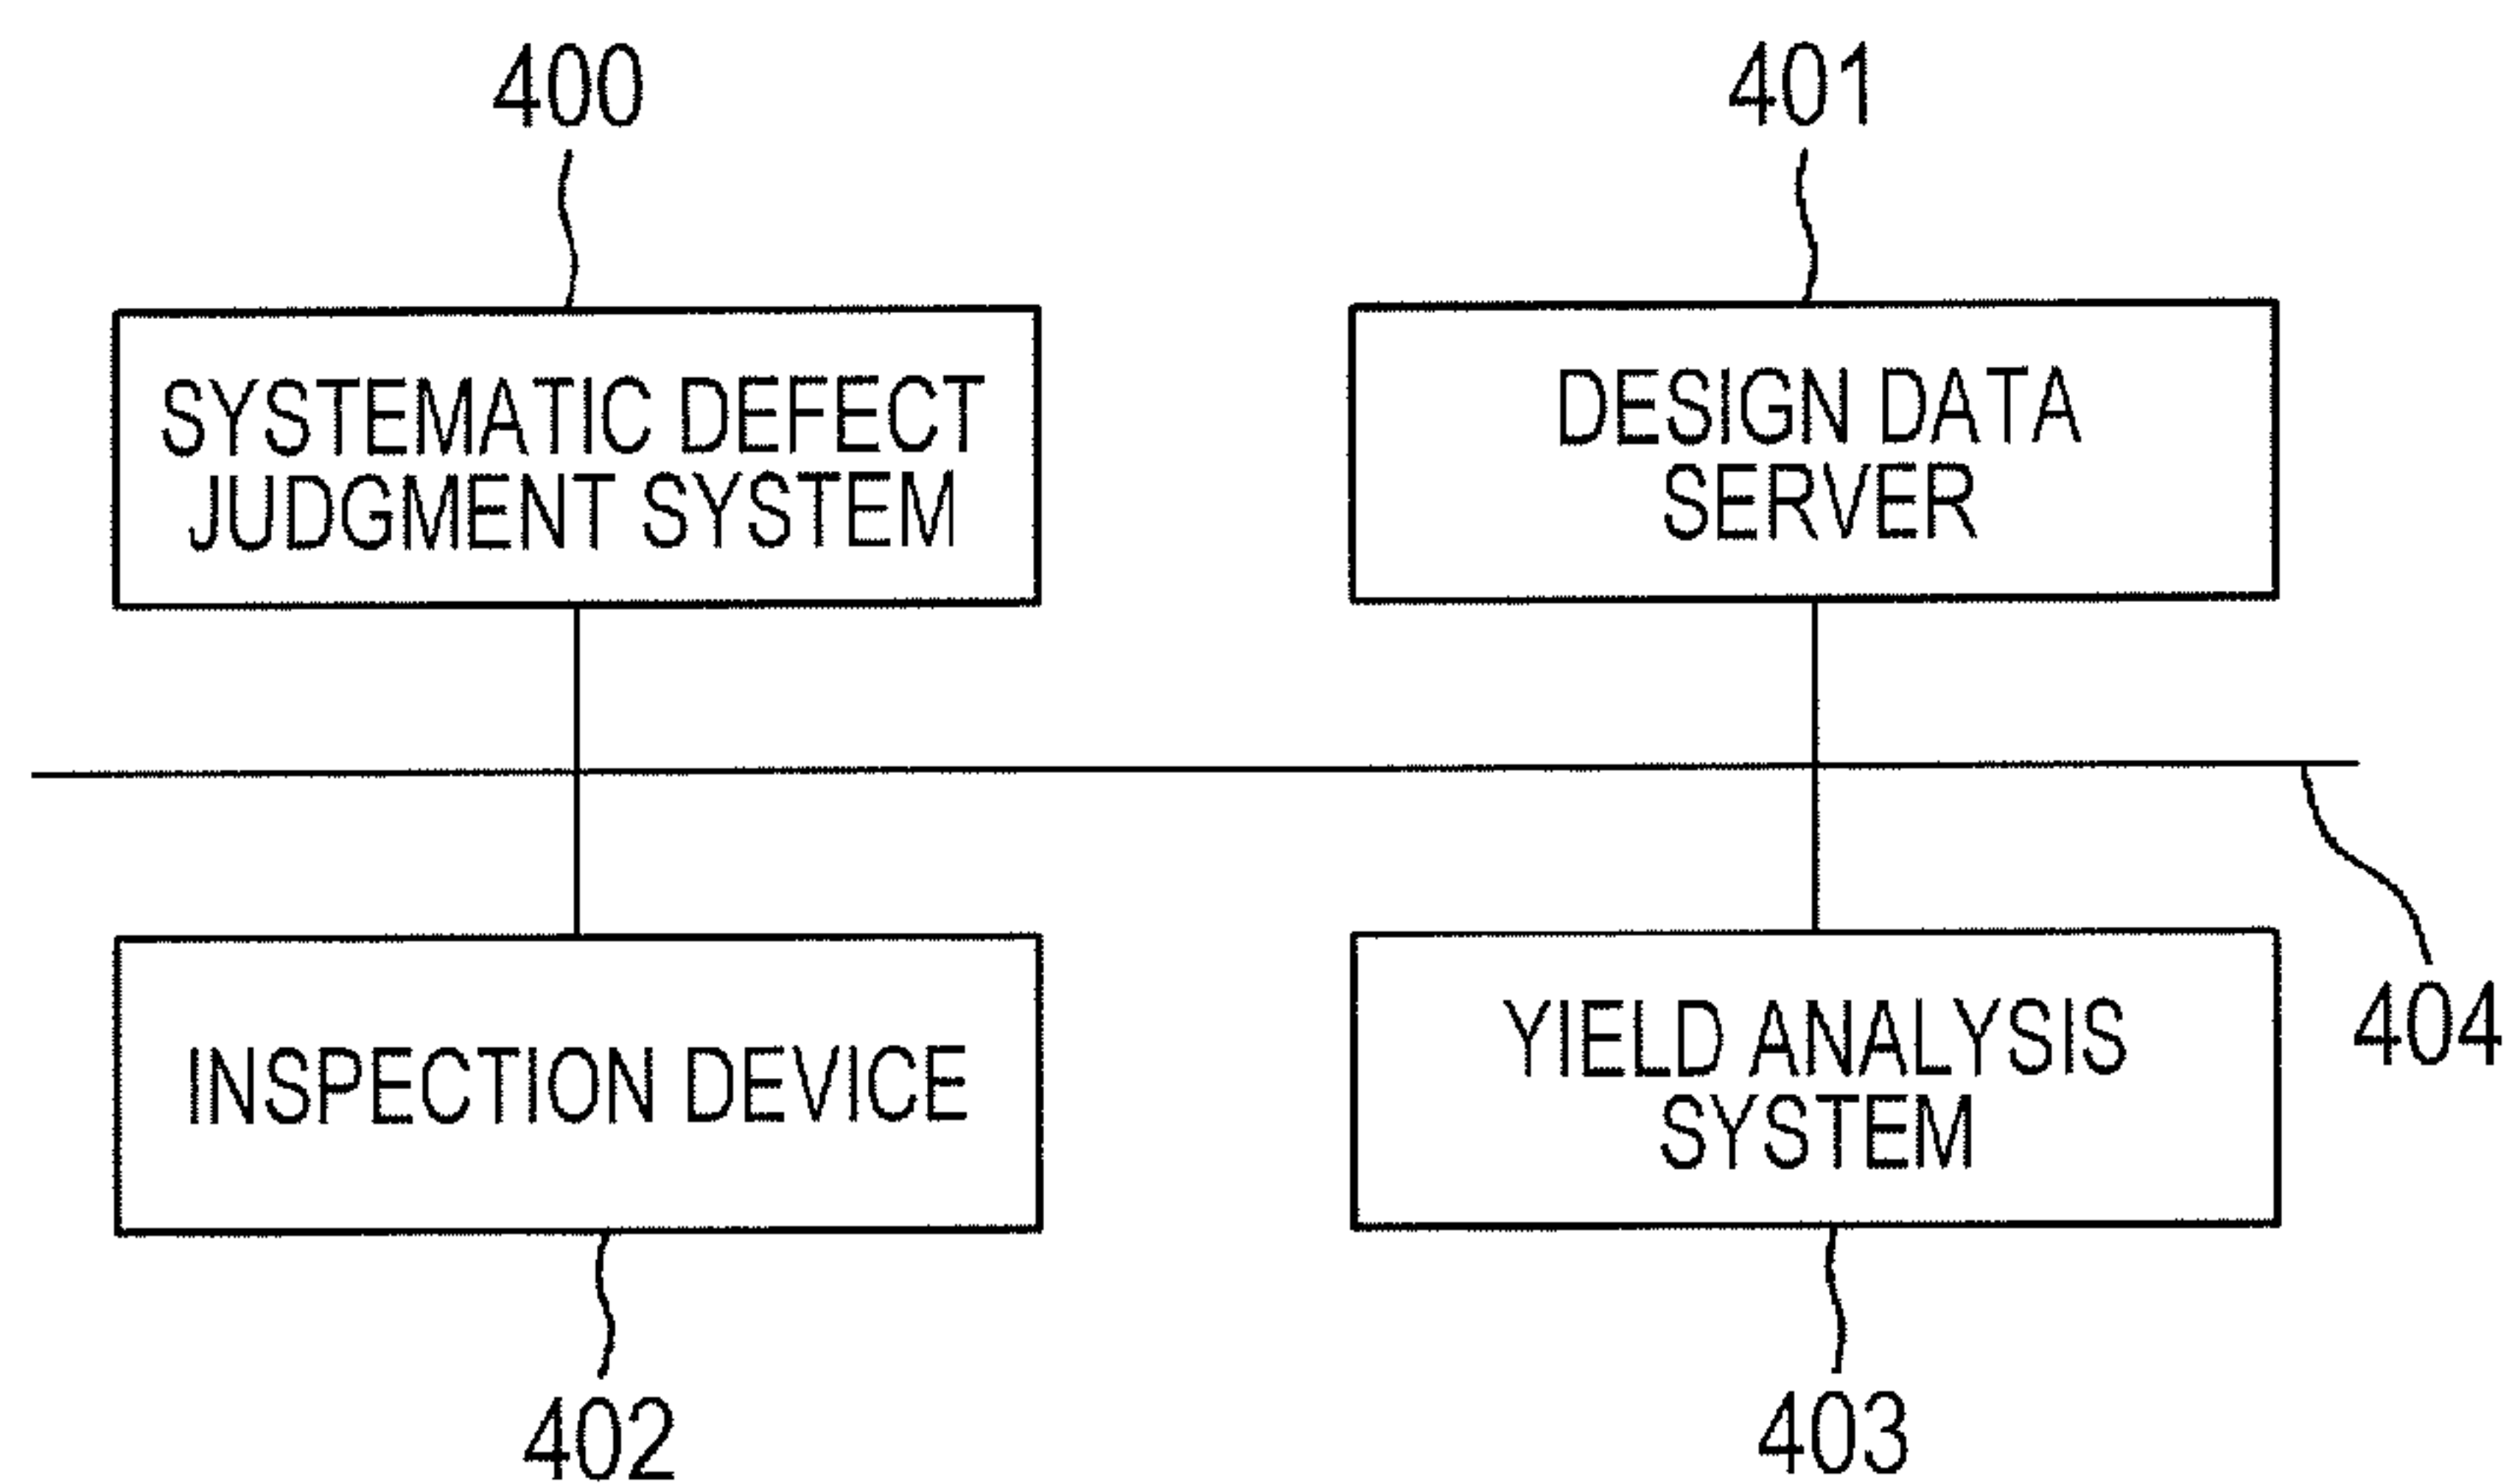 400
401
SYSTEMATIC DEFECT
JUDGMENT SYSTEM
DESIGN DATA
SERVER
INSPECTION DEVICE
YIELD ANALYSIS
SYSTEM
404
402
403